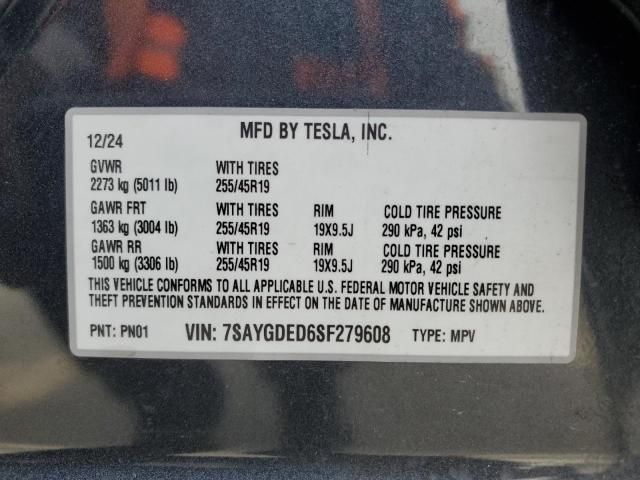 MFD BY TESLA, INC.
12/24
GVWR WITH TIRES
2273 kg (5011 lb) 255/45R19
GAWR FRT WITH TIRES RIM COLD TIRE PRESSURE
1363 kg (3004 lb) 255/45R19 19X9.5J 290 kPa, 42 psi
GAWR RR WITH TIRES RIM COLD TIRE PRESSURE
1500 kg (3306 lb) 255/45R19 19X9.5J 290 kPa, 42 psi
THIS VEHICLE CONFORMS TO ALL APPLICABLE U.S. FEDERAL MOTOR VEHICLE SAFETY AND
THEFT PREVENTION STANDARDS IN EFFECT ON THE DATE OF MANUFACTURE SHOWN ABOVE.
PNT: PN01 VIN: 7SAYGDED6SF279608 TYPE: MPV